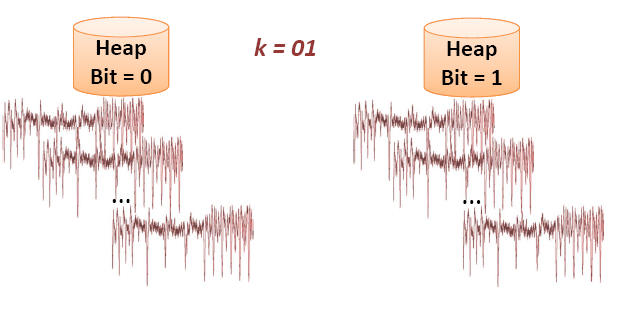 Heap
Bit = 0
k = 01
Heap
Bit = 1
...
...